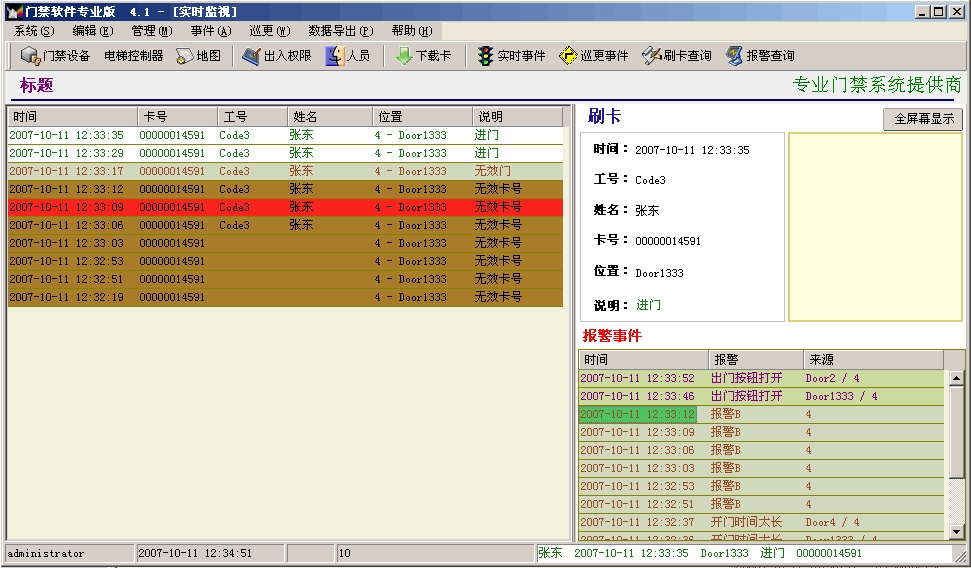 门禁软件专业版 4.1 - [实时监视]
系统(S) 编辑(E) 管理(M) 事件(A) 巡更(W) 数据导出(P) 帮助(H)
门禁设备 电梯控制器 地图 出入权限 人员 下载卡 实时事件 巡更事件 刷卡查询 报警查询
标题 专业门禁系统提供商
时间 卡号 工号 姓名 位置 说明
2007-10-11 12:33:35 00000014591 Code3 张东 4 - Door1333 进门
2007-10-11 12:33:29 00000014591 Code3 张东 4 - Door1333 进门
2007-10-11 12:33:17 00000014591 Code3 张东 4 - Door1333 无效门
2007-10-11 12:33:12 00000014591 Code3 张东 4 - Door1333 无效卡号
2007-10-11 12:33:09 00000014591 Code3 张东 4 - Door1333 无效卡号
2007-10-11 12:33:06 00000014591 Code3 张东 4 - Door1333 无效卡号
2007-10-11 12:33:03 00000014591 4 - Door1333 无效卡号
2007-10-11 12:32:53 00000014591 4 - Door1333 无效卡号
2007-10-11 12:32:51 00000014591 4 - Door1333 无效卡号
2007-10-11 12:32:19 00000014591 4 - Door1333 无效卡号
刷卡 全屏幕显示
时间： 2007-10-11 12:33:35
工号： Code3
姓名： 张东
卡号： 00000014591
位置： Door1333
说明： 进门
报警事件
时间 报警 来源
2007-10-11 12:33:52 出门按钮打开 Door2 / 4
2007-10-11 12:33:46 出门按钮打开 Door1333 / 4
2007-10-11 12:33:12 报警B 4
2007-10-11 12:33:09 报警B 4
2007-10-11 12:33:06 报警B 4
2007-10-11 12:33:03 报警B 4
2007-10-11 12:32:53 报警B 4
2007-10-11 12:32:51 报警B 4
2007-10-11 12:32:37 开门时间太长 Door4 / 4
2007-10-11 12:32:36 开门时间太长 Door1333 / 4
administrator 2007-10-11 12:34:51 10 张东 2007-10-11 12:33:35 Door1333 进门 00000014591